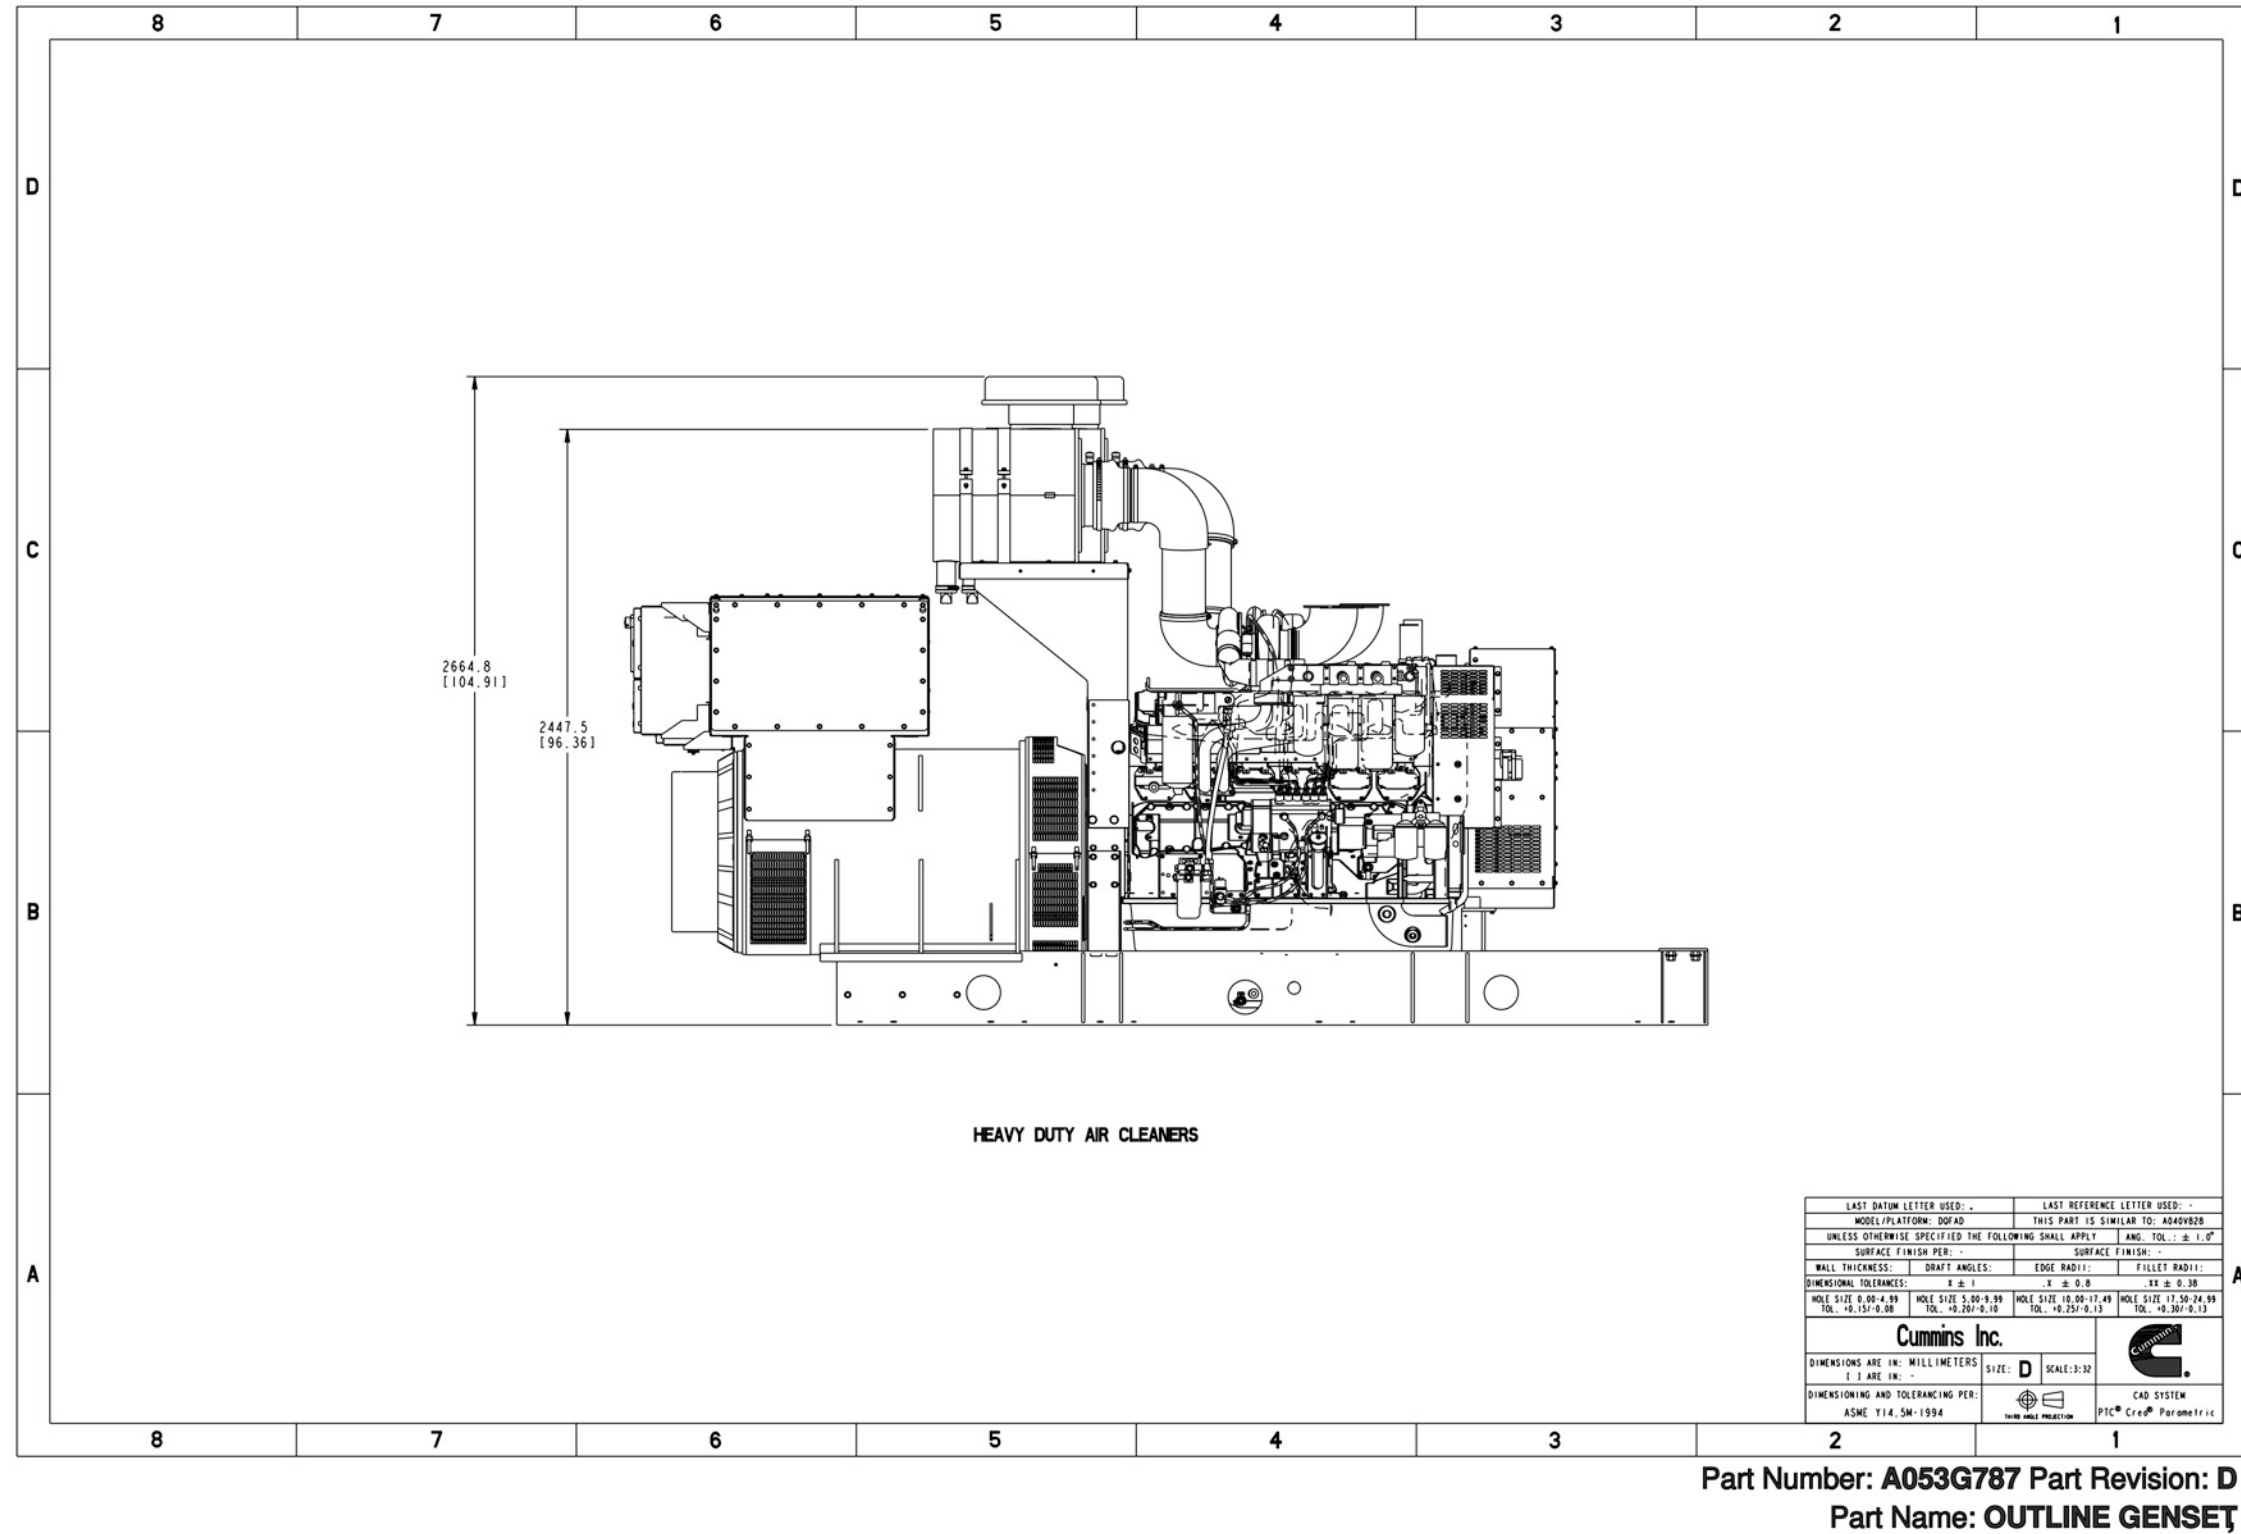 8 7 6 5 4 3 2 1
D D
C C
2664.8
[104.91]
2447.5
[96.36]
B B
HEAVY DUTY AIR CLEANERS
A A
LAST DATUM LETTER USED: . LAST REFERENCE LETTER USED: -
MODEL/PLATFORM: DQFAD THIS PART IS SIMILAR TO: A040V828
UNLESS OTHERWISE SPECIFIED THE FOLLOWING SHALL APPLY ANG. TOL.: ± 1.0°
SURFACE FINISH PER: - SURFACE FINISH: -
WALL THICKNESS: DRAFT ANGLES: EDGE RADII: FILLET RADII:
DIMENSIONAL TOLERANCES: X ± 1 .X ± 0.8 .XX ± 0.38
HOLE SIZE 0.00-4.99 HOLE SIZE 5.00-9.99 HOLE SIZE 10.00-17.49 HOLE SIZE 17.50-24.99
TOL. +0.15/-0.08 TOL. +0.20/-0.10 TOL. +0.25/-0.13 TOL. +0.30/-0.13
Cummins Inc.
Cummins ®
DIMENSIONS ARE IN: MILLIMETERS SIZE: D SCALE:3:32
[ ] ARE IN: -
DIMENSIONING AND TOLERANCING PER: CAD SYSTEM
ASME Y14.5M-1994 THIRD ANGLE PROJECTION PTC® Creo® Parametric
8 7 6 5 4 3 2 1
Part Number: A053G787 Part Revision: D
Part Name: OUTLINE GENSET,